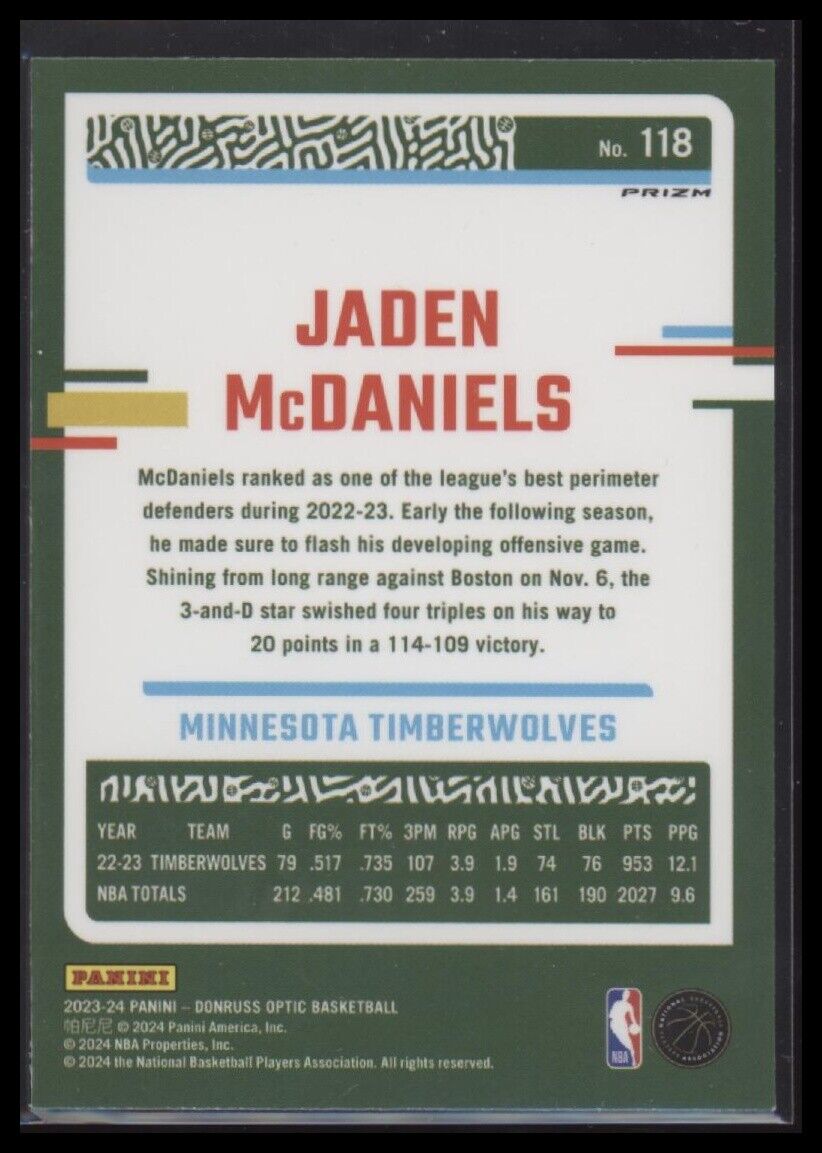 No. 118
PRIZM
JADEN
McDANIELS
McDaniels ranked as one of the league's best perimeter
defenders during 2022-23. Early the following season,
he made sure to flash his developing offensive game.
Shining from long range against Boston on Nov. 6, the
3-and-D star swished four triples on his way to
20 points in a 114-109 victory.
MINNESOTA TIMBERWOLVES
YEAR TEAM G FG% FT% 3PM RPG APG STL BLK PTS PPG
22-23 TIMBERWOLVES 79 .517 .735 107 3.9 1.9 74 76 953 12.1
NBA TOTALS 212 .481 .730 259 3.9 1.4 161 190 2027 9.6
PANINI
2023-24 PANINI – DONRUSS OPTIC BASKETBALL
帕尼尼 © 2024 Panini America, Inc.
© 2024 NBA Properties, Inc.
© 2024 the National Basketball Players Association. All rights reserved.
NBA
NATIONAL BASKETBALL
PLAYERS ASSOCIATION